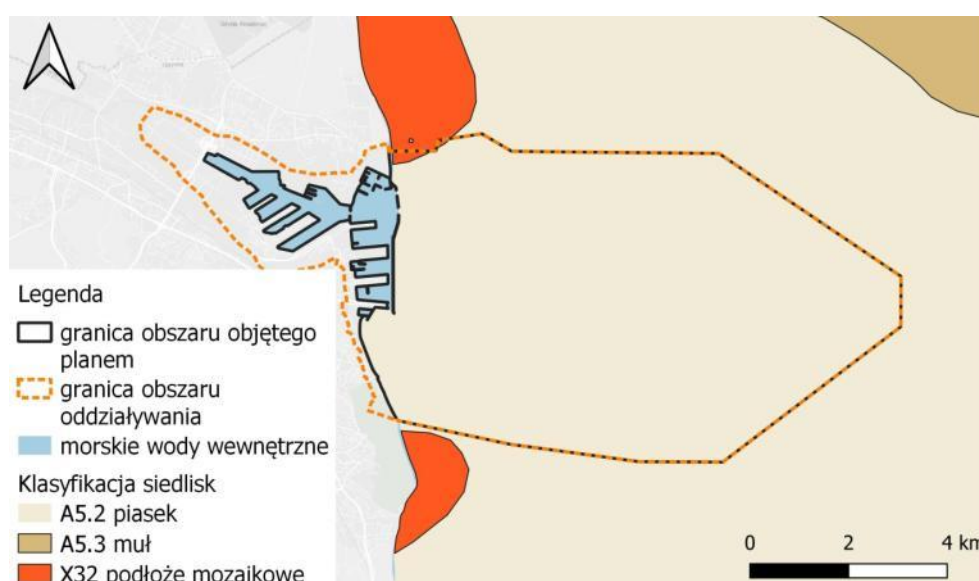 Legenda
granica obszaru objętego
planem
granica obszaru
oddziaływania
morskie wody wewnętrzne
Klasyfikacja siedlisk
A5.2 piasek
A5.3 muł
X32 podłoże mozaikowe
0 2 4 km